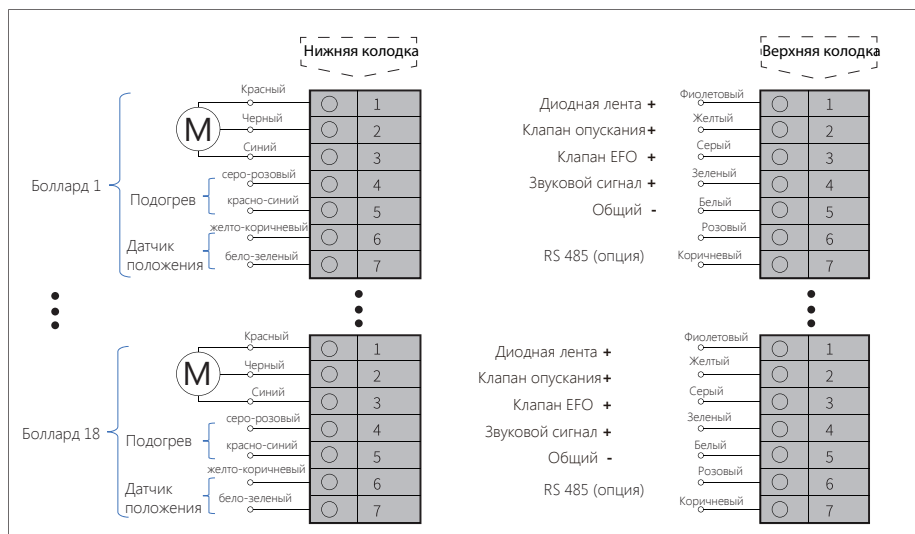 Нижняя колодка
Верхняя колодка
Боллард 1
M
Красный 1
Черный 2
Синий 3
Подогрев
серо-розовый 4
красно-синий 5
Датчик
положения
желто-коричневый 6
бело-зеленый 7
Диодная лента + Фиолетовый 1
Клапан опускания+ Желтый 2
Клапан EFO + Серый 3
Звуковой сигнал + Зеленый 4
Общий - Белый 5
RS 485 (опция)
Розовый 6
Коричневый 7
Боллард 18
M
Красный 1
Черный 2
Синий 3
Подогрев
серо-розовый 4
красно-синий 5
Датчик
положения
желто-коричневый 6
бело-зеленый 7
Диодная лента + Фиолетовый 1
Клапан опускания+ Желтый 2
Клапан EFO + Серый 3
Звуковой сигнал + Зеленый 4
Общий - Белый 5
RS 485 (опция)
Розовый 6
Коричневый 7